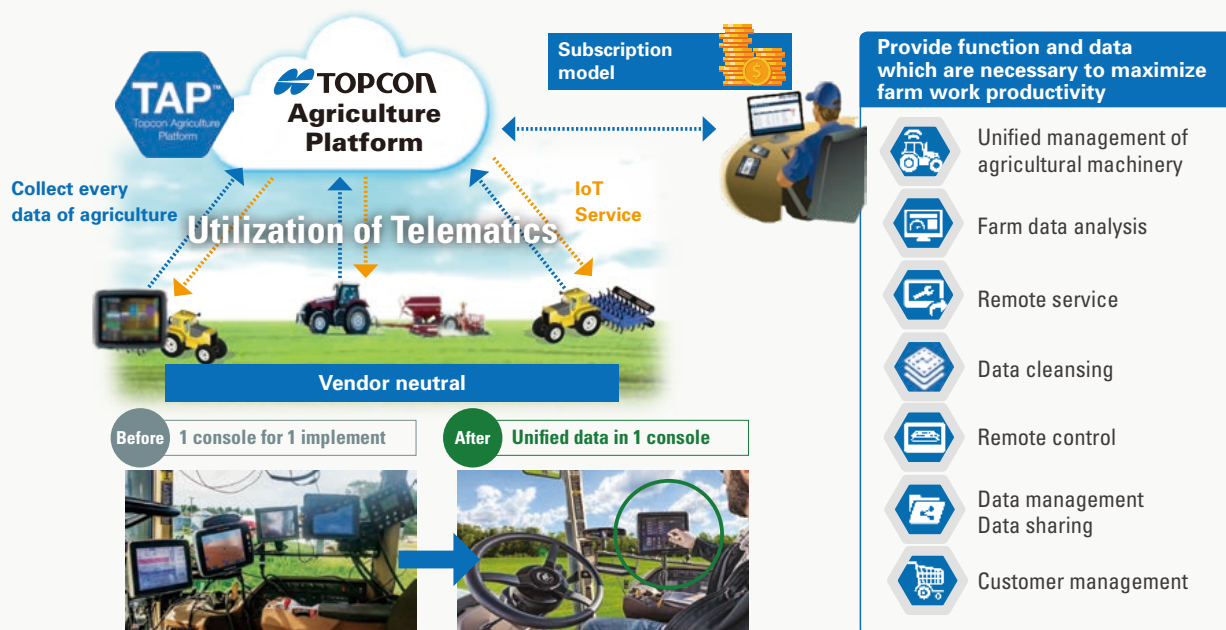 TAP™
Topcon Agriculture
Platform
TOPCON
Agriculture
Platform
Subscription
model
Collect every
data of agriculture
IoT
Service
Utilization of Telematics
Vendor neutral
Before
1 console for 1 implement
After
Unified data in 1 console
Provide function and data
which are necessary to maximize
farm work productivity
Unified management of
agricultural machinery
Farm data analysis
Remote service
Data cleansing
Remote control
Data management
Data sharing
Customer management